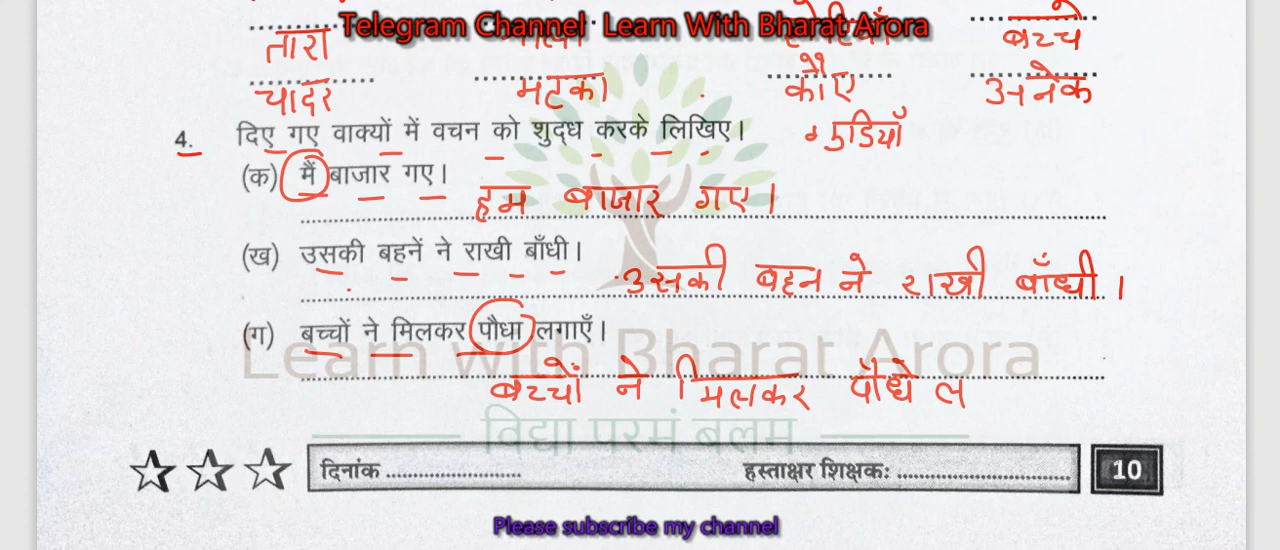 Telegram Channel Learn With Bharat Arora
तारा बच्चे
चादर मटका कौए अनेक
4. दिए गए वाक्यों में वचन को शुद्ध करके लिखिए। गुडियाँ
(क) मैं बाजार गए।
हम बाजार गए।
(ख) उसकी बहनें ने राखी बाँधी।
उसकी बहन ने राखी बाँधी।
(ग) बच्चों ने मिलकर पौधा लगाएँ।
Learn with Bharat Arora
बच्चों ने मिलकर पौधे ल
विद्या परमं बलम
दिनांक ........................... हस्ताक्षर शिक्षक: ................................... 10
Please subscribe my channel